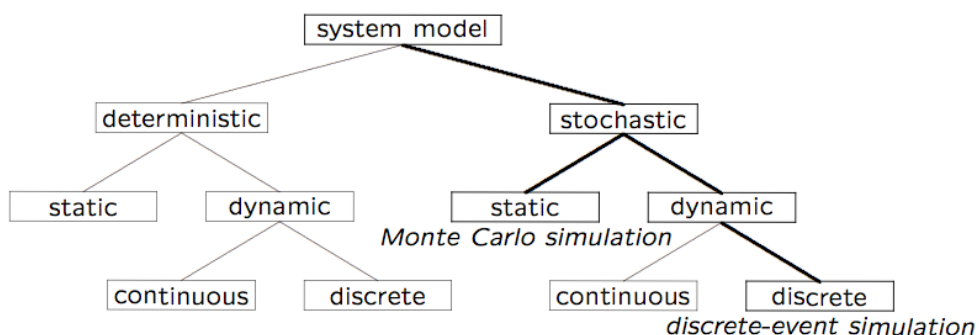 system model
deterministic
stochastic
static
dynamic
static
dynamic
Monte Carlo simulation
continuous
discrete
continuous
discrete
discrete-event simulation